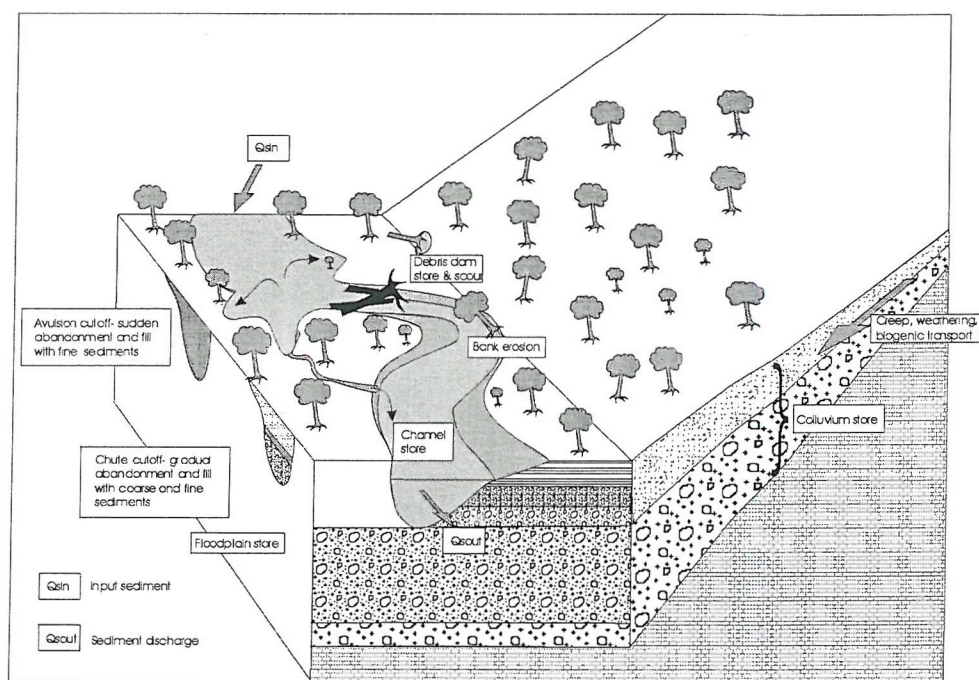 Qsin
Debris dam
store & scour
Avulsion cutoff- sudden
abandonment and fill
with fine sediments
Bank erosion
Creep, weathering,
biogenic transport
Colluvium store
Channel
store
Chute cutoff- gradual
abandonment and fill
with coarse and fine
sediments
Floodplain store
Qsout
Qsin Input sediment
Qsout Sediment discharge